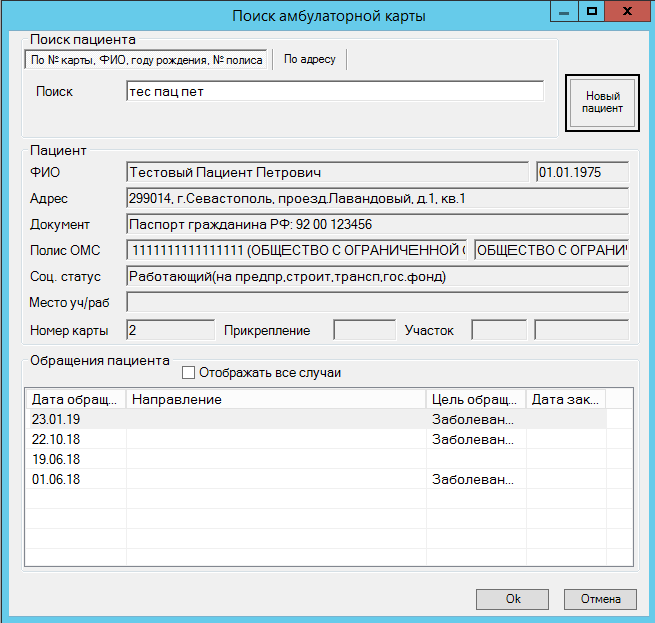 Поиск амбулаторной карты
Поиск пациента
По № карты, ФИО, году рождения, № полиса По адресу
Поиск тес пац пет
Новый
пациент
Пациент
ФИО Тестовый Пациент Петрович 01.01.1975
Адрес 299014, г.Севастополь, проезд.Лавандовый, д.1, кв.1
Документ Паспорт гражданина РФ: 92 00 123456
Полис ОМС 1111111111111111 (ОБЩЕСТВО С ОГРАНИЧЕННОЙ ОБЩЕСТВО С ОГРАНИЧ
Соц. статус Работающий(на предпр,строит,трансп,гос.фонд)
Место уч/раб
Номер карты 2 Прикрепление Участок
Обращения пациента
Отображать все случаи
Дата обращ... Направление Цель обращ... Дата зак...
23.01.19 Заболеван...
22.10.18 Заболеван...
19.06.18
01.06.18 Заболеван...
Ok Отмена